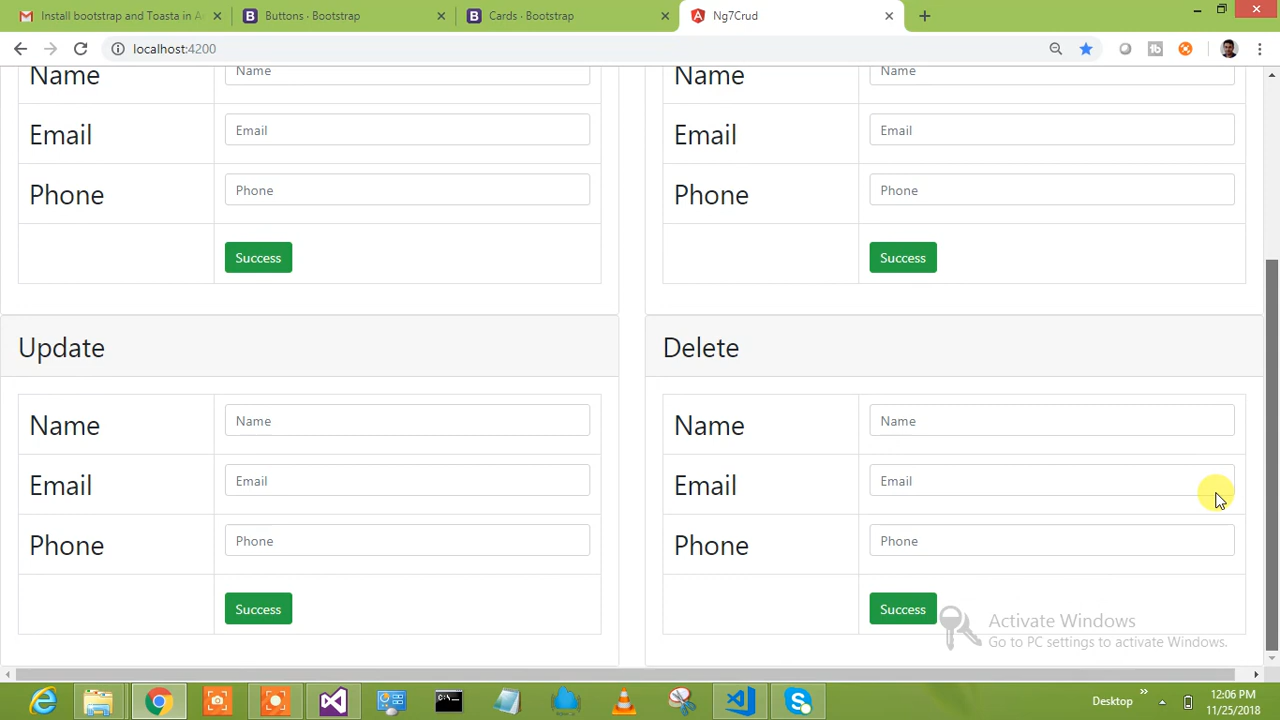 Install bootstrap and Toasta in A
Buttons · Bootstrap
Cards · Bootstrap
Ng7Crud
localhost:4200
Name
Name
Name
Name
Email
Email
Email
Email
Phone
Phone
Phone
Phone
Success
Success
Update
Delete
Name
Name
Name
Name
Email
Email
Email
Email
Phone
Phone
Phone
Phone
Success
Success
Activate Windows
Go to PC settings to activate Windows.
Desktop
12:06 PM
11/25/2018